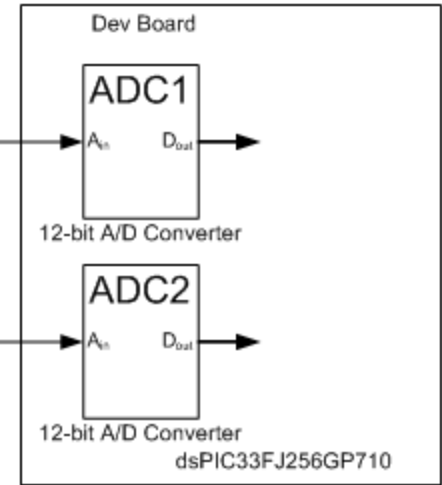 Dev Board
ADC1
Ain Dout
12-bit A/D Converter
ADC2
Ain Dout
12-bit A/D Converter
dsPIC33FJ256GP710